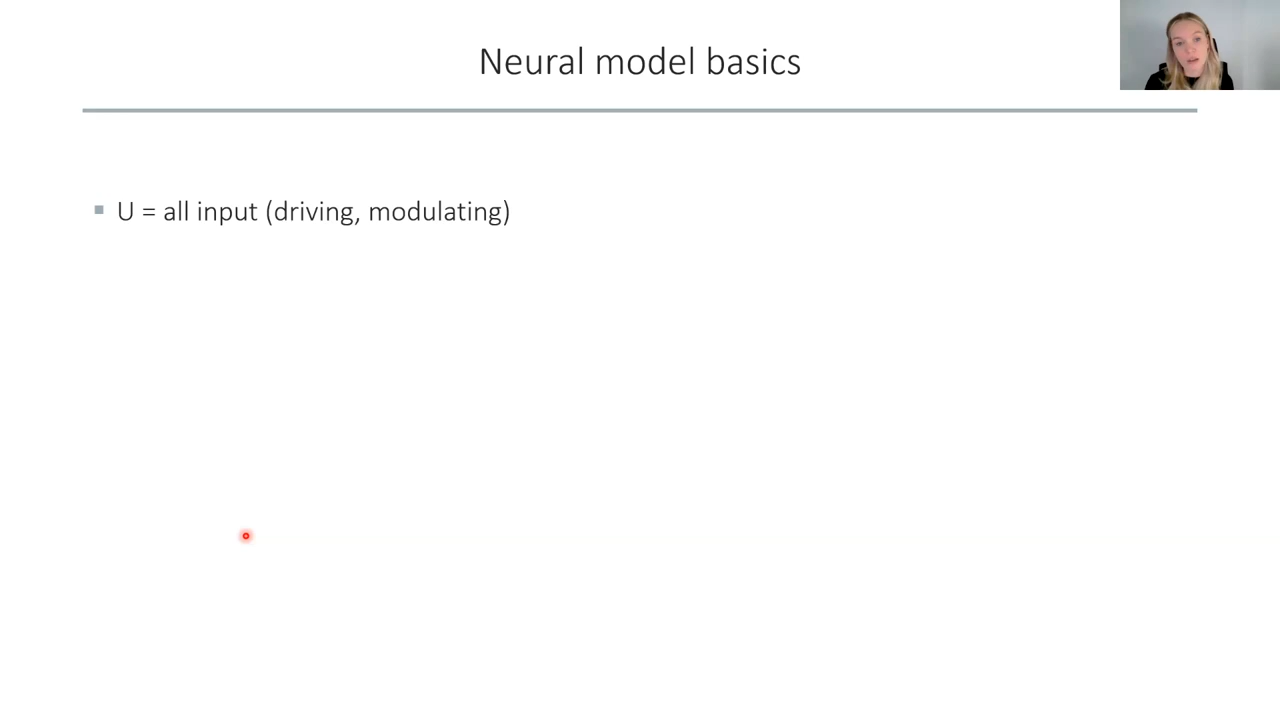 Neural model basics
U = all input (driving, modulating)